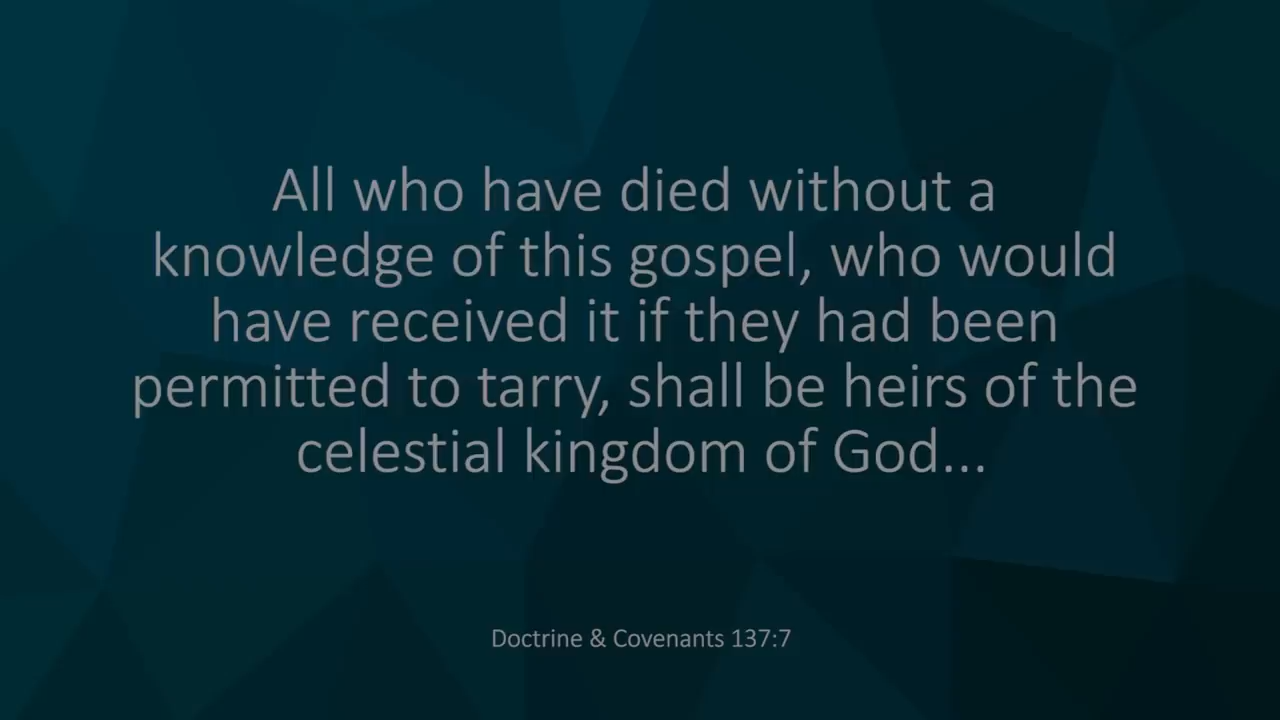 All who have died without a
knowledge of this gospel, who would
have received it if they had been
permitted to tarry, shall be heirs of the
celestial kingdom of God...
Doctrine & Covenants 137:7